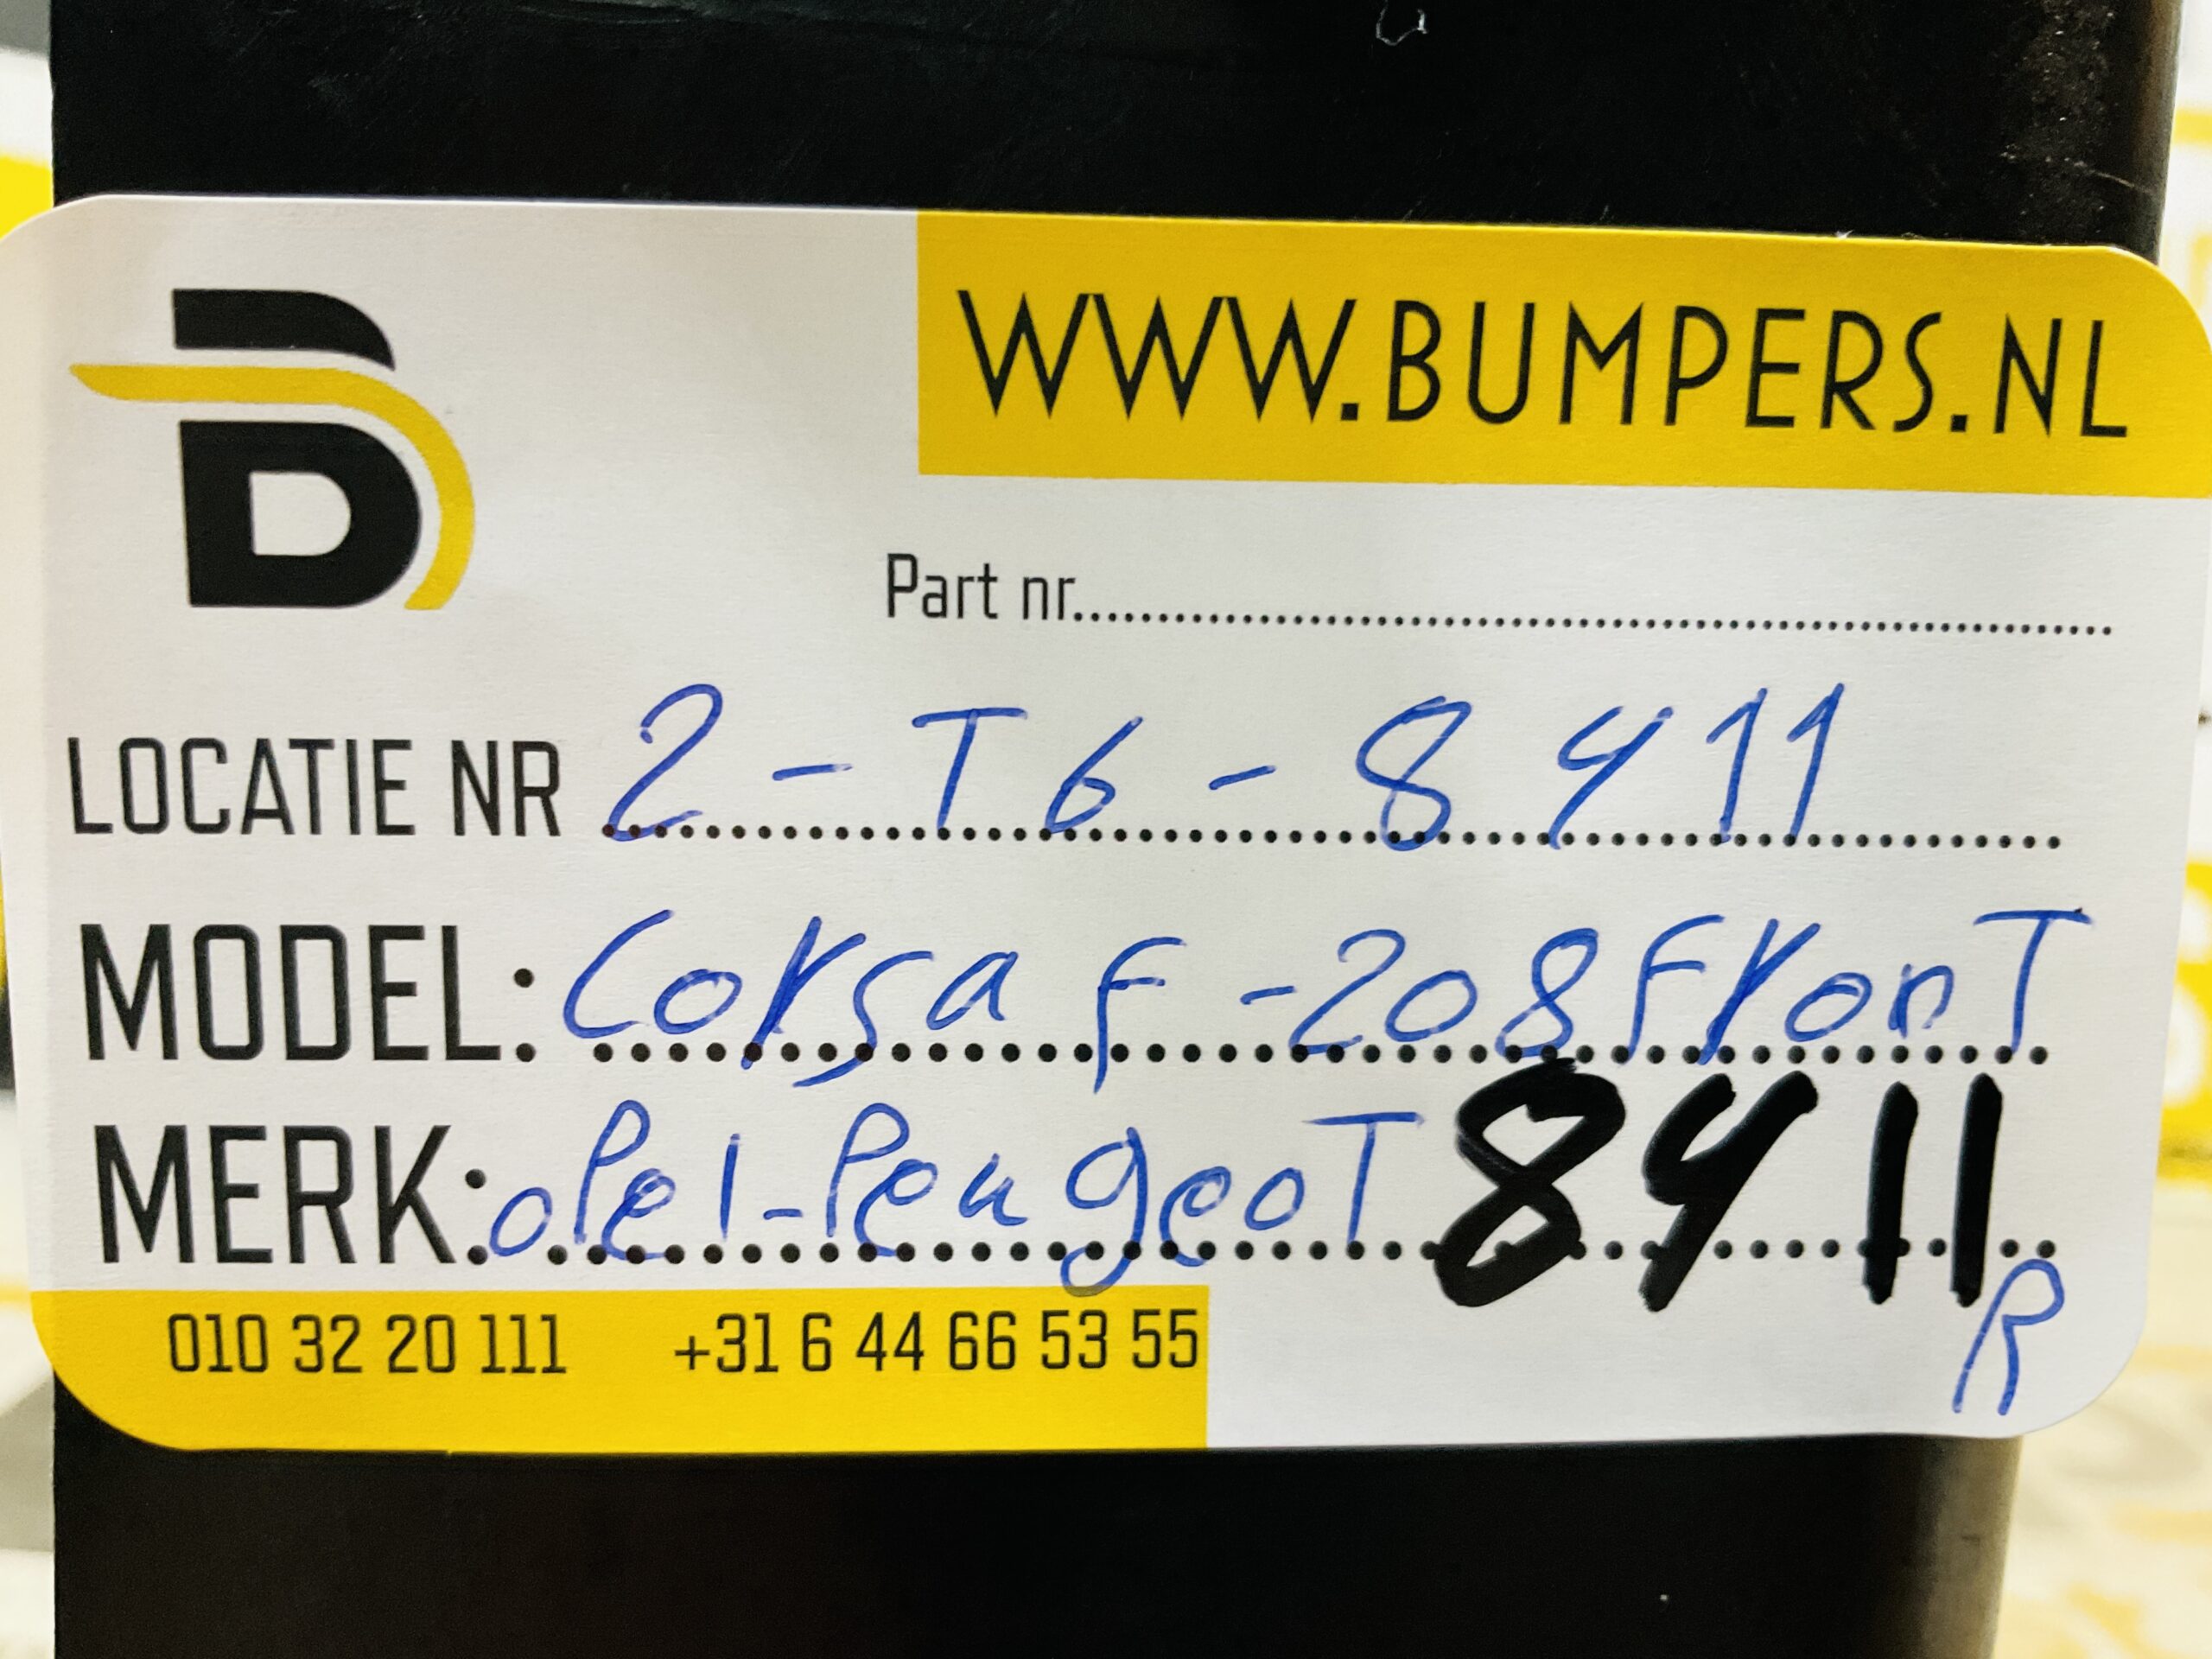 WWW.BUMPERS.NL
Part nr.
LOCATIE NR 2-T6-8411
MODEL: Corsa F-208 FronT
MERK: oPel-PeugeoT 8411
R
010 32 20 111 +31 6 44 66 53 55